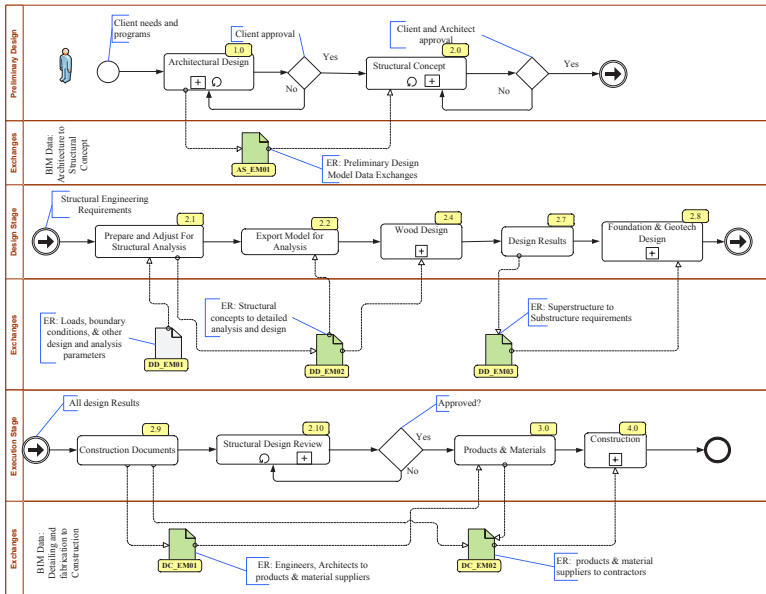 Preliminary Design
Client needs and
programs
1.0
Architectural Design
Client approval
Yes
No
2.0
Structural Concept
Client and Architect
approval
Yes
No
Exchanges
BIM Data:
Architecture to
Structural
Concept
AS_EM01
ER: Preliminary Design
Model Data Exchanges
Design Stage
Structural Engineering
Requirements
2.1
Prepare and Adjust For
Structural Analysis
2.2
Export Model for
Analysis
2.4
Wood Design
2.7
Design Results
2.8
Foundation & Geotech
Design
Exchanges
ER: Loads, boundary
conditions, & other
design and analysis
parameters
DD_EM01
ER: Structural
concepts to detailed
analysis and design
DD_EM02
ER: Superstructure to
Substructure requirements
DD_EM03
Execution Stage
All design Results
2.9
Construction Documents
2.10
Structural Design Review
Approved?
Yes
No
3.0
Products & Materials
4.0
Construction
Exchanges
BIM Data:
Detailing and
fabrication to
Construction
DC_EM01
ER: Engineers, Architects to
products & material suppliers
DC_EM02
ER: products & material
suppliers to contractors